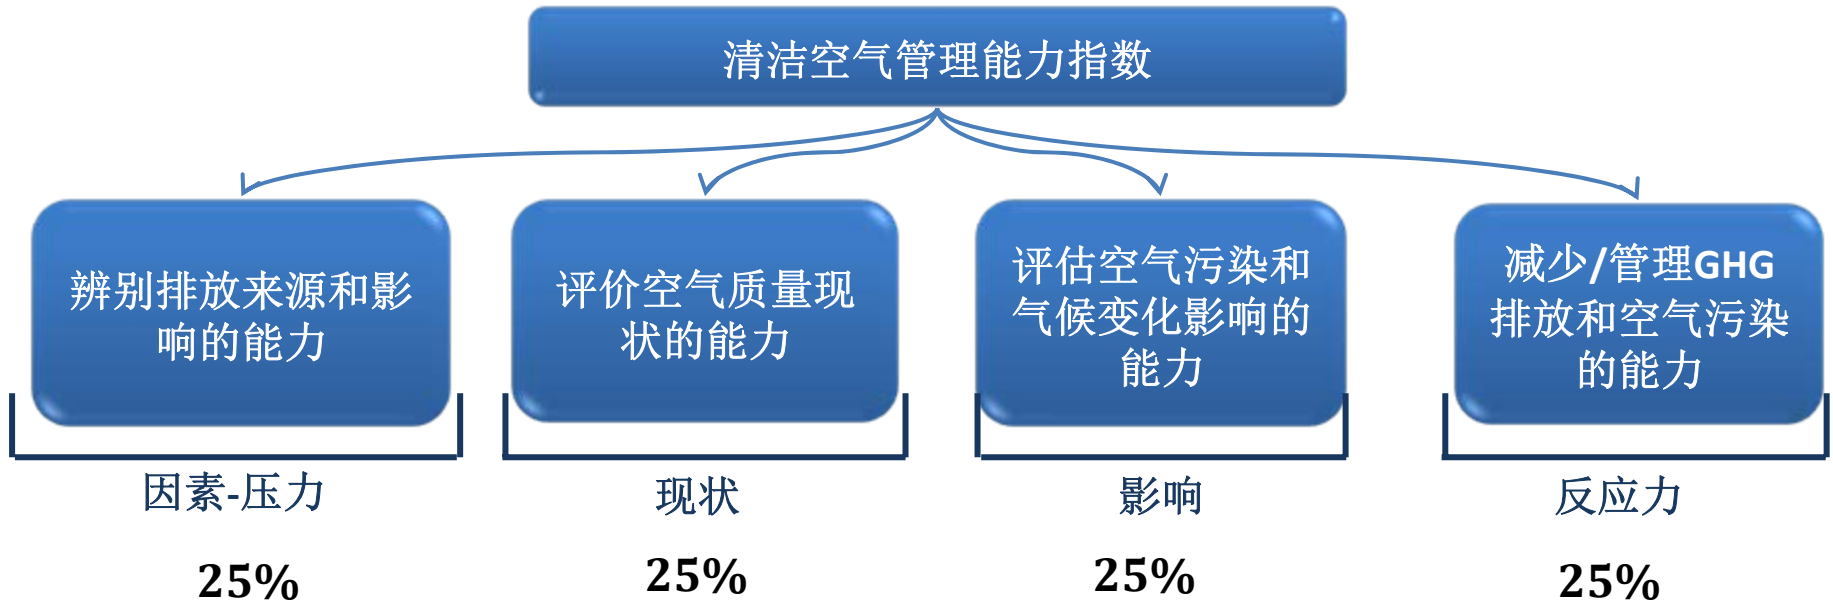 清洁空气管理能力指数
辨别排放来源和影
响的能力
评价空气质量现
状的能力
评估空气污染和
气候变化影响的
能力
减少/管理GHG
排放和空气污染
的能力
因素-压力
现状
影响
反应力
25%
25%
25%
25%